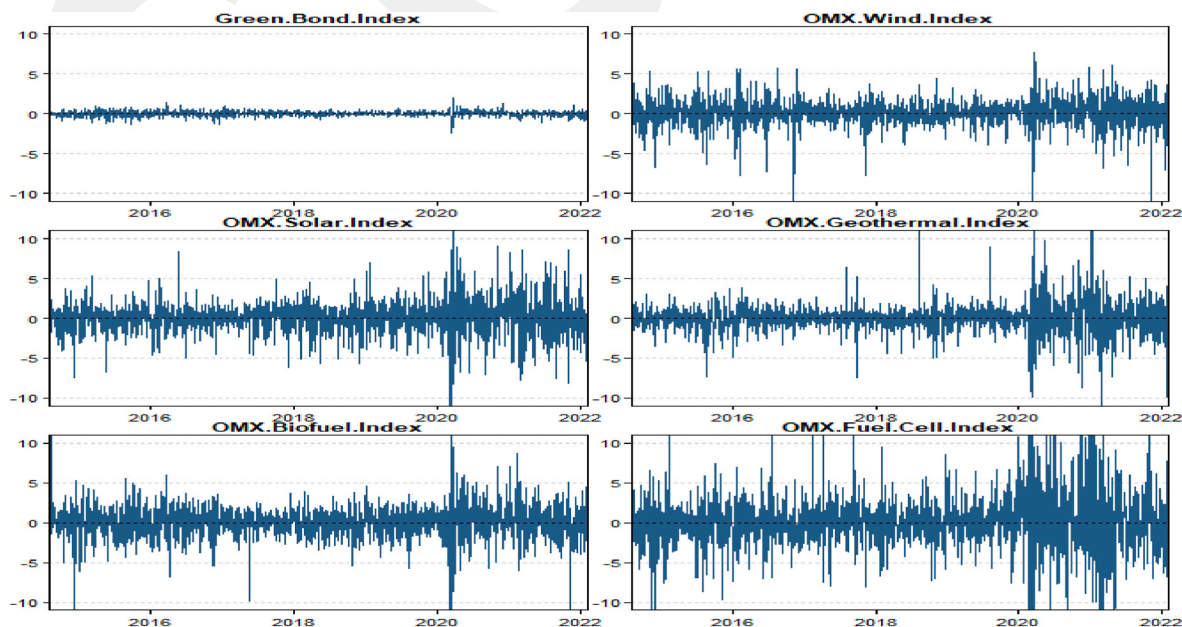 Green.Bond.Index
10
5
0
-5
-10
2016 2018 2020 2022
OMX.Wind.Index
10
5
0
-5
-10
2016 2018 2020 2022
OMX.Solar.Index
10
5
0
-5
-10
2016 2018 2020 2022
OMX.Geothermal.Index
10
5
0
-5
-10
2016 2018 2020 2022
OMX.Biofuel.Index
10
5
0
-5
-10
2016 2018 2020 2022
OMX.Fuel.Cell.Index
10
5
0
-5
-10
2016 2018 2020 2022